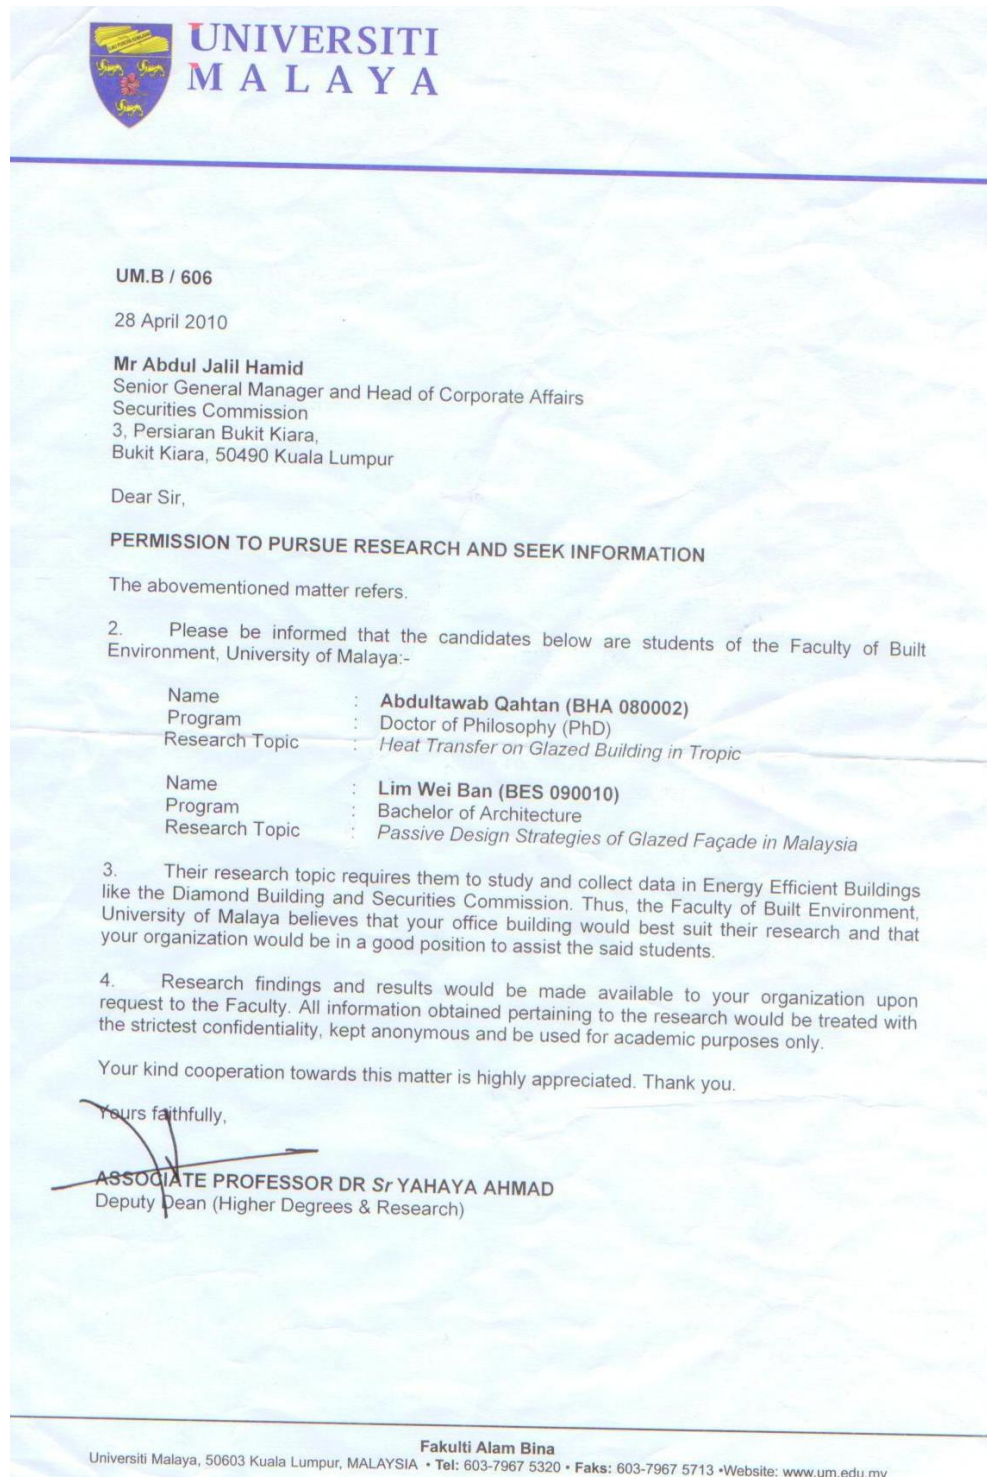 UNIVERSITI
MALAYA
UM.B / 606
28 April 2010
Mr Abdul Jalil Hamid
Senior General Manager and Head of Corporate Affairs
Securities Commission
3, Persiaran Bukit Kiara,
Bukit Kiara, 50490 Kuala Lumpur
Dear Sir,
PERMISSION TO PURSUE RESEARCH AND SEEK INFORMATION
The abovementioned matter refers.
2. Please be informed that the candidates below are students of the Faculty of Built
Environment, University of Malaya:-
Name : Abdultawab Qahtan (BHA 080002)
Program : Doctor of Philosophy (PhD)
Research Topic : Heat Transfer on Glazed Building in Tropic
Name : Lim Wei Ban (BES 090010)
Program : Bachelor of Architecture
Research Topic : Passive Design Strategies of Glazed Façade in Malaysia
3. Their research topic requires them to study and collect data in Energy Efficient Buildings
like the Diamond Building and Securities Commission. Thus, the Faculty of Built Environment,
University of Malaya believes that your office building would best suit their research and that
your organization would be in a good position to assist the said students.
4. Research findings and results would be made available to your organization upon
request to the Faculty. All information obtained pertaining to the research would be treated with
the strictest confidentiality, kept anonymous and be used for academic purposes only.
Your kind cooperation towards this matter is highly appreciated. Thank you.
Yours faithfully,
ASSOCIATE PROFESSOR DR Sr YAHAYA AHMAD
Deputy Dean (Higher Degrees & Research)
Fakulti Alam Bina
Universiti Malaya, 50603 Kuala Lumpur, MALAYSIA • Tel: 603-7967 5320 • Faks: 603-7967 5713 •Website: www.um.edu.my